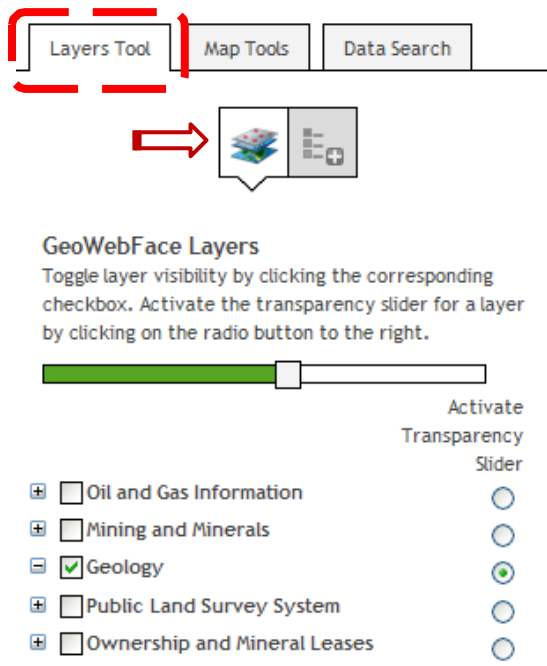 Layers Tool Map Tools Data Search
GeoWebFace Layers
Toggle layer visibility by clicking the corresponding
checkbox. Activate the transparency slider for a layer
by clicking on the radio button to the right.
Activate
Transparency
Slider
Oil and Gas Information
Mining and Minerals
Geology
Public Land Survey System
Ownership and Mineral Leases